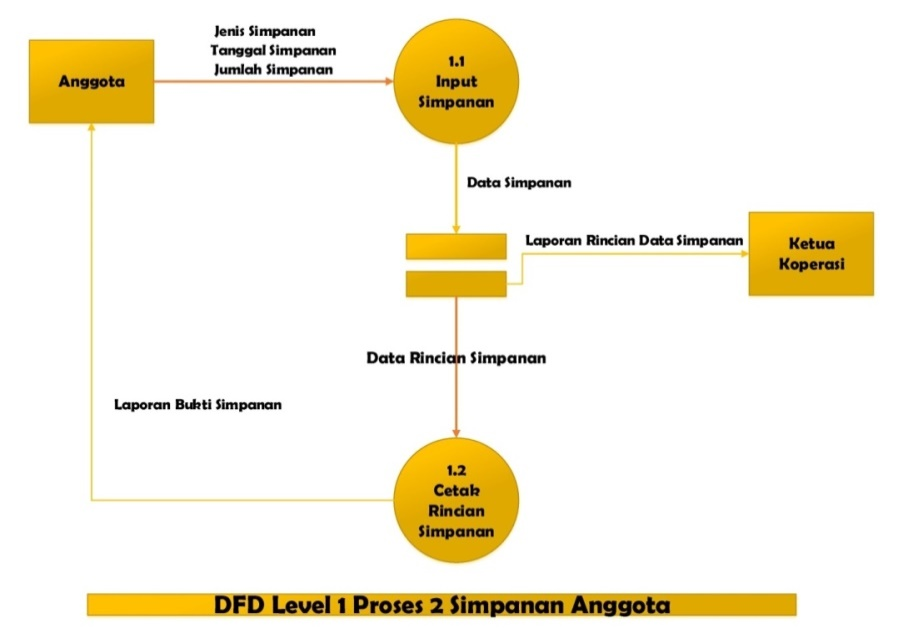 Jenis Simpanan
Tanggal Simpanan
Jumlah Simpanan
Anggota
1.1
Input
Simpanan
Data Simpanan
Laporan Rincian Data Simpanan
Ketua
Koperasi
Data Rincian Simpanan
Laporan Bukti Simpanan
1.2
Cetak
Rincian
Simpanan
DFD Level 1 Proses 2 Simpanan Anggota